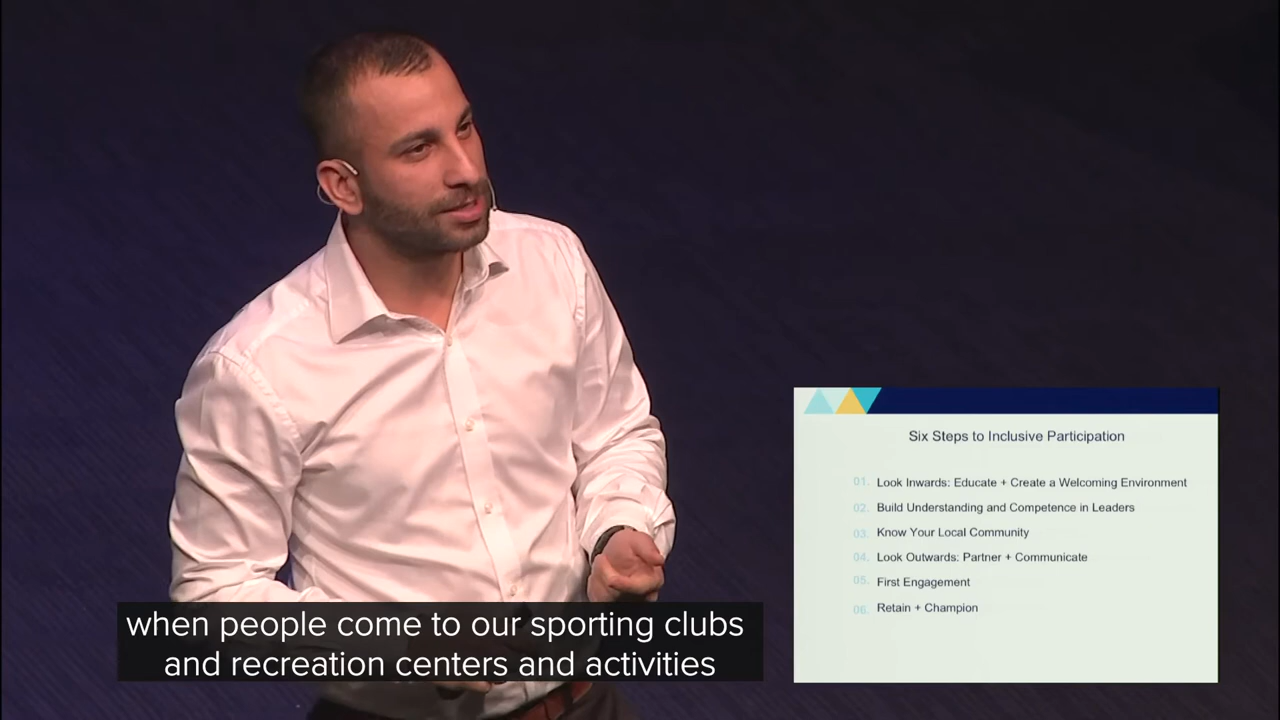 Six Steps to Inclusive Participation
01. Look Inwards: Educate + Create a Welcoming Environment
02. Build Understanding and Competence in Leaders
03. Know Your Local Community
04. Look Outwards: Partner + Communicate
05. First Engagement
06. Retain + Champion
when people come to our sporting clubs
and recreation centers and activities